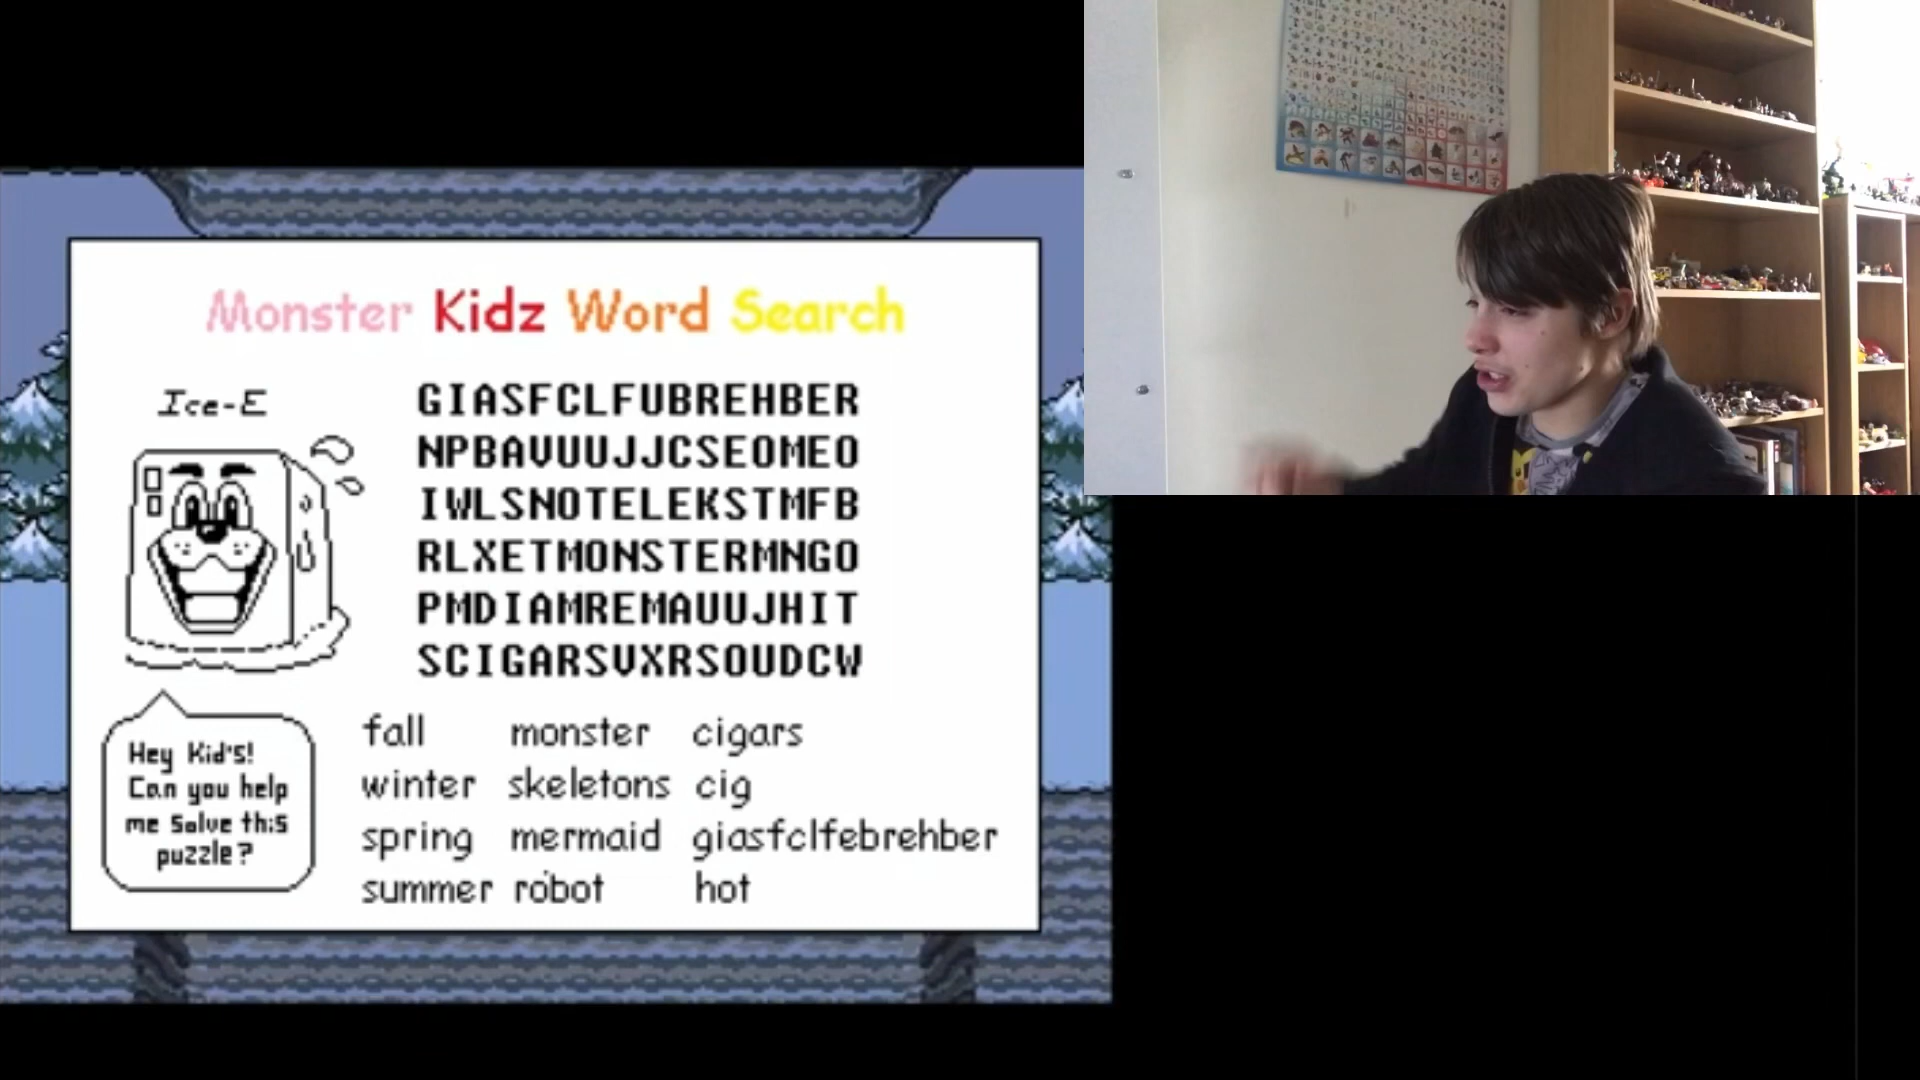 Monster Kidz Word Search
Ice-E
GIASFCLFUBREHBER
NPBAVUUJJCSEOMEO
IWLSNOTELEKSTMFB
RLXETMONSTERMNGO
PMDIAMREMAUUJHIT
SCIGARSVXRSOUDCW
Hey Kid's!
Can you help
me solve this
puzzle?
fall monster cigars
winter skeletons cig
spring mermaid giasfclfebrehber
summer robot hot